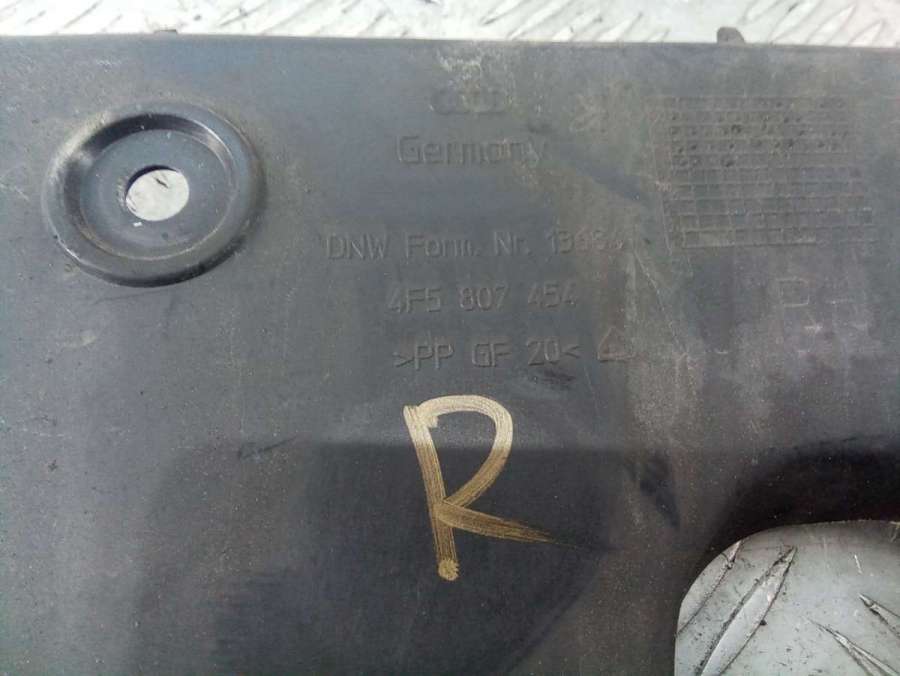 Germany
DNW Form. Nr.
4F5 807 454
>PP GF 20<
R